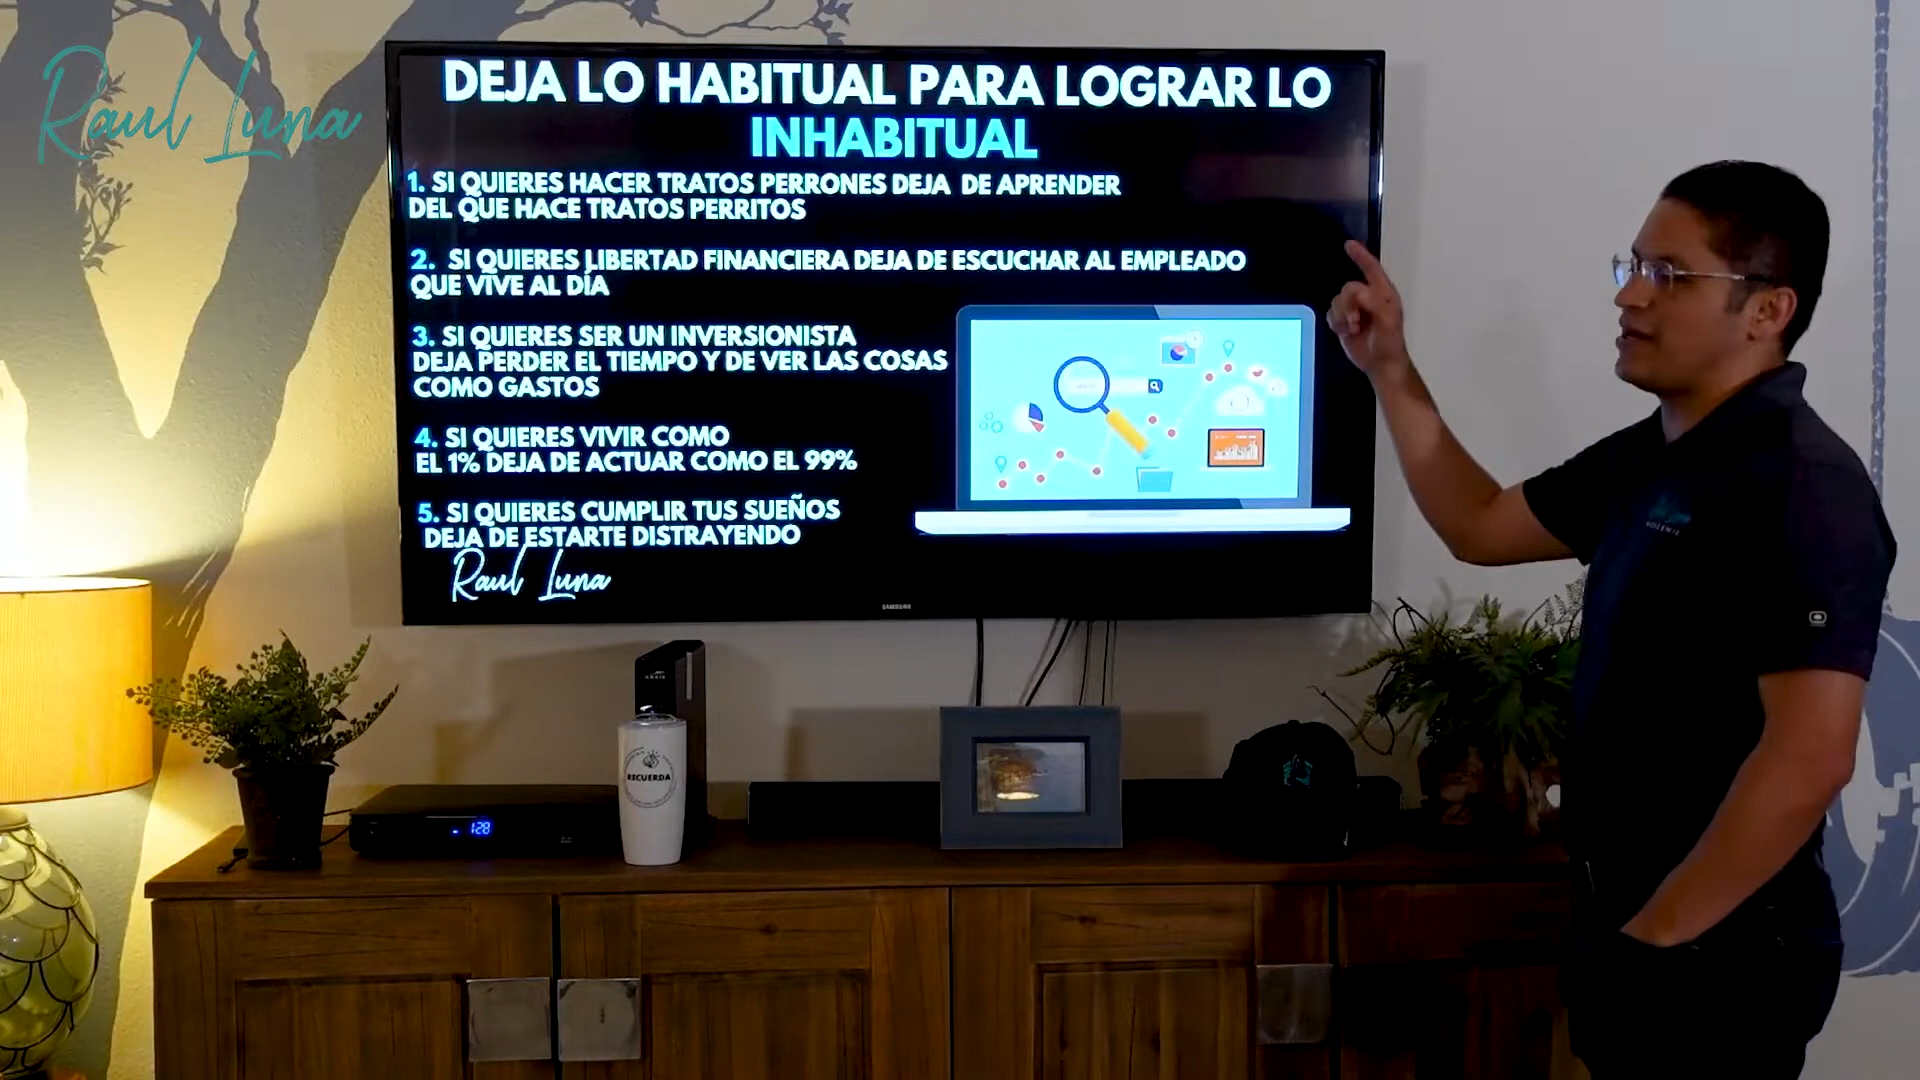 Raul Luna
DEJA LO HABITUAL PARA LOGRAR LO
INHABITUAL
1. SI QUIERES HACER TRATOS PERRONES DEJA DE APRENDER
DEL QUE HACE TRATOS PERRITOS
2. SI QUIERES LIBERTAD FINANCIERA DEJA DE ESCUCHAR AL EMPLEADO
QUE VIVE AL DÍA
3. SI QUIERES SER UN INVERSIONISTA
DEJA PERDER EL TIEMPO Y DE VER LAS COSAS
COMO GASTOS
4. SI QUIERES VIVIR COMO
EL 1% DEJA DE ACTUAR COMO EL 99%
5. SI QUIERES CUMPLIR TUS SUEÑOS
DEJA DE ESTARTE DISTRAYENDO
Raul Luna
SAMSUNG
ARRIS
RECUERDA
128